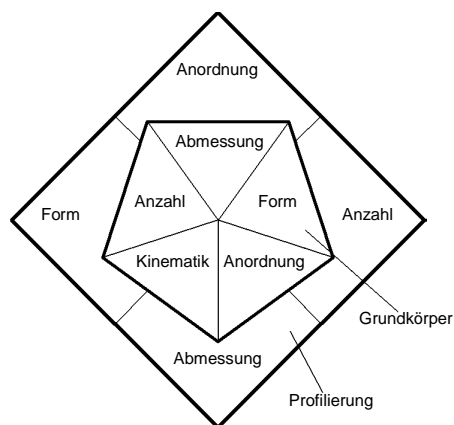 Anordnung
Abmessung
Form
Anzahl
Form
Anzahl
Kinematik
Anordnung
Grundkörper
Abmessung
Profilierung